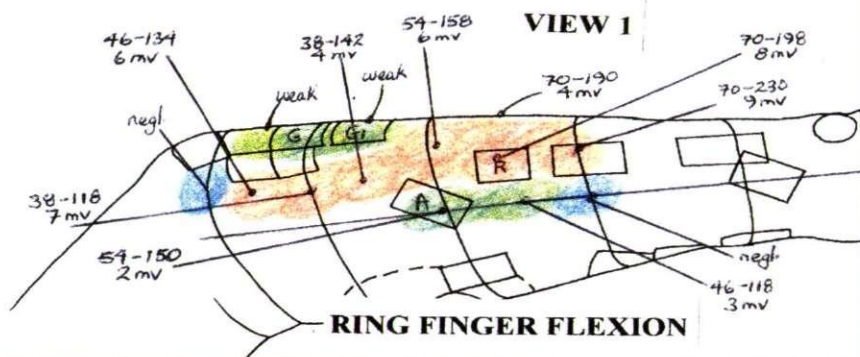 VIEW 1
54-158
6 mv
46-134
6 mv
38-142
4 mv
70-198
8 mv
weak
weak
70-190
4 mv
70-230
9 mv
negl.
G
G1
R
A
38-118
7 mv
54-150
2 mv
negl.
46-118
3 mv
RING FINGER FLEXION